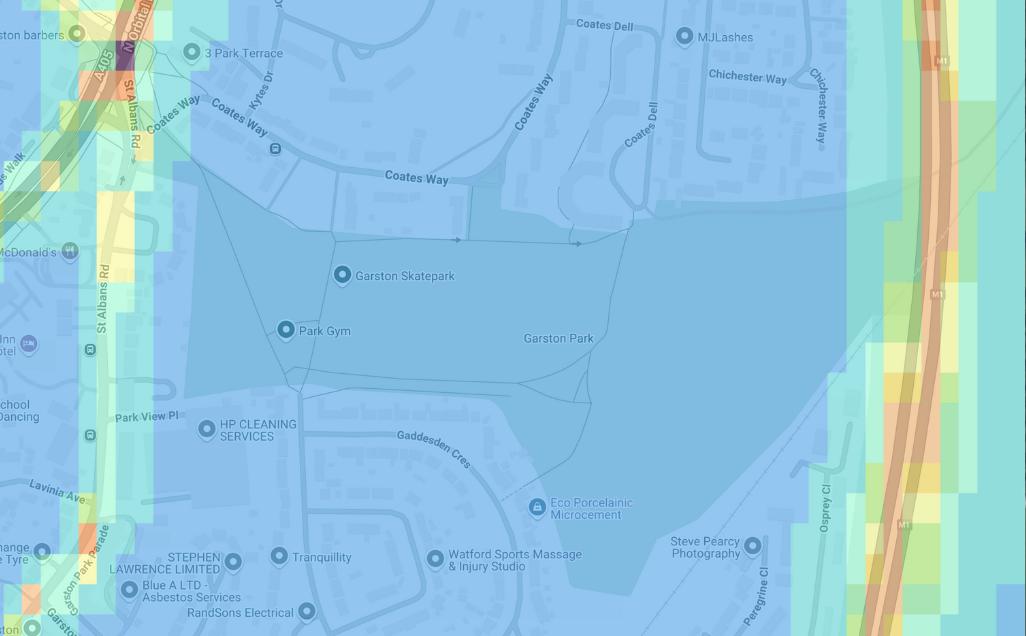 ston barbers
A405
N Orbital
3 Park Terrace
Kytes Dr
St Albans Rd
Coates Way
Coates Way
Coates Way
Coates Way
Coates Dell
MJLashes
Chichester Way
Chichester Way
Coates Dell
M1
s Walk
McDonald's
Garston Skatepark
St Albans Rd
Park Gym
Garston Park
M1
Inn
otel
chool
Dancing
Park View Pl
HP CLEANING
SERVICES
Gaddesden Cres
Lavinia Ave
Eco Porcelainic
Microcement
Osprey Cl
M1
Garston Park Parade
ange
e Tyre
STEPHEN
LAWRENCE LIMITED
Tranquillity
Watford Sports Massage
& Injury Studio
Steve Pearcy
Photography
Peregrine Cl
Blue A LTD -
Asbestos Services
RandSons Electrical
ston
Garsto